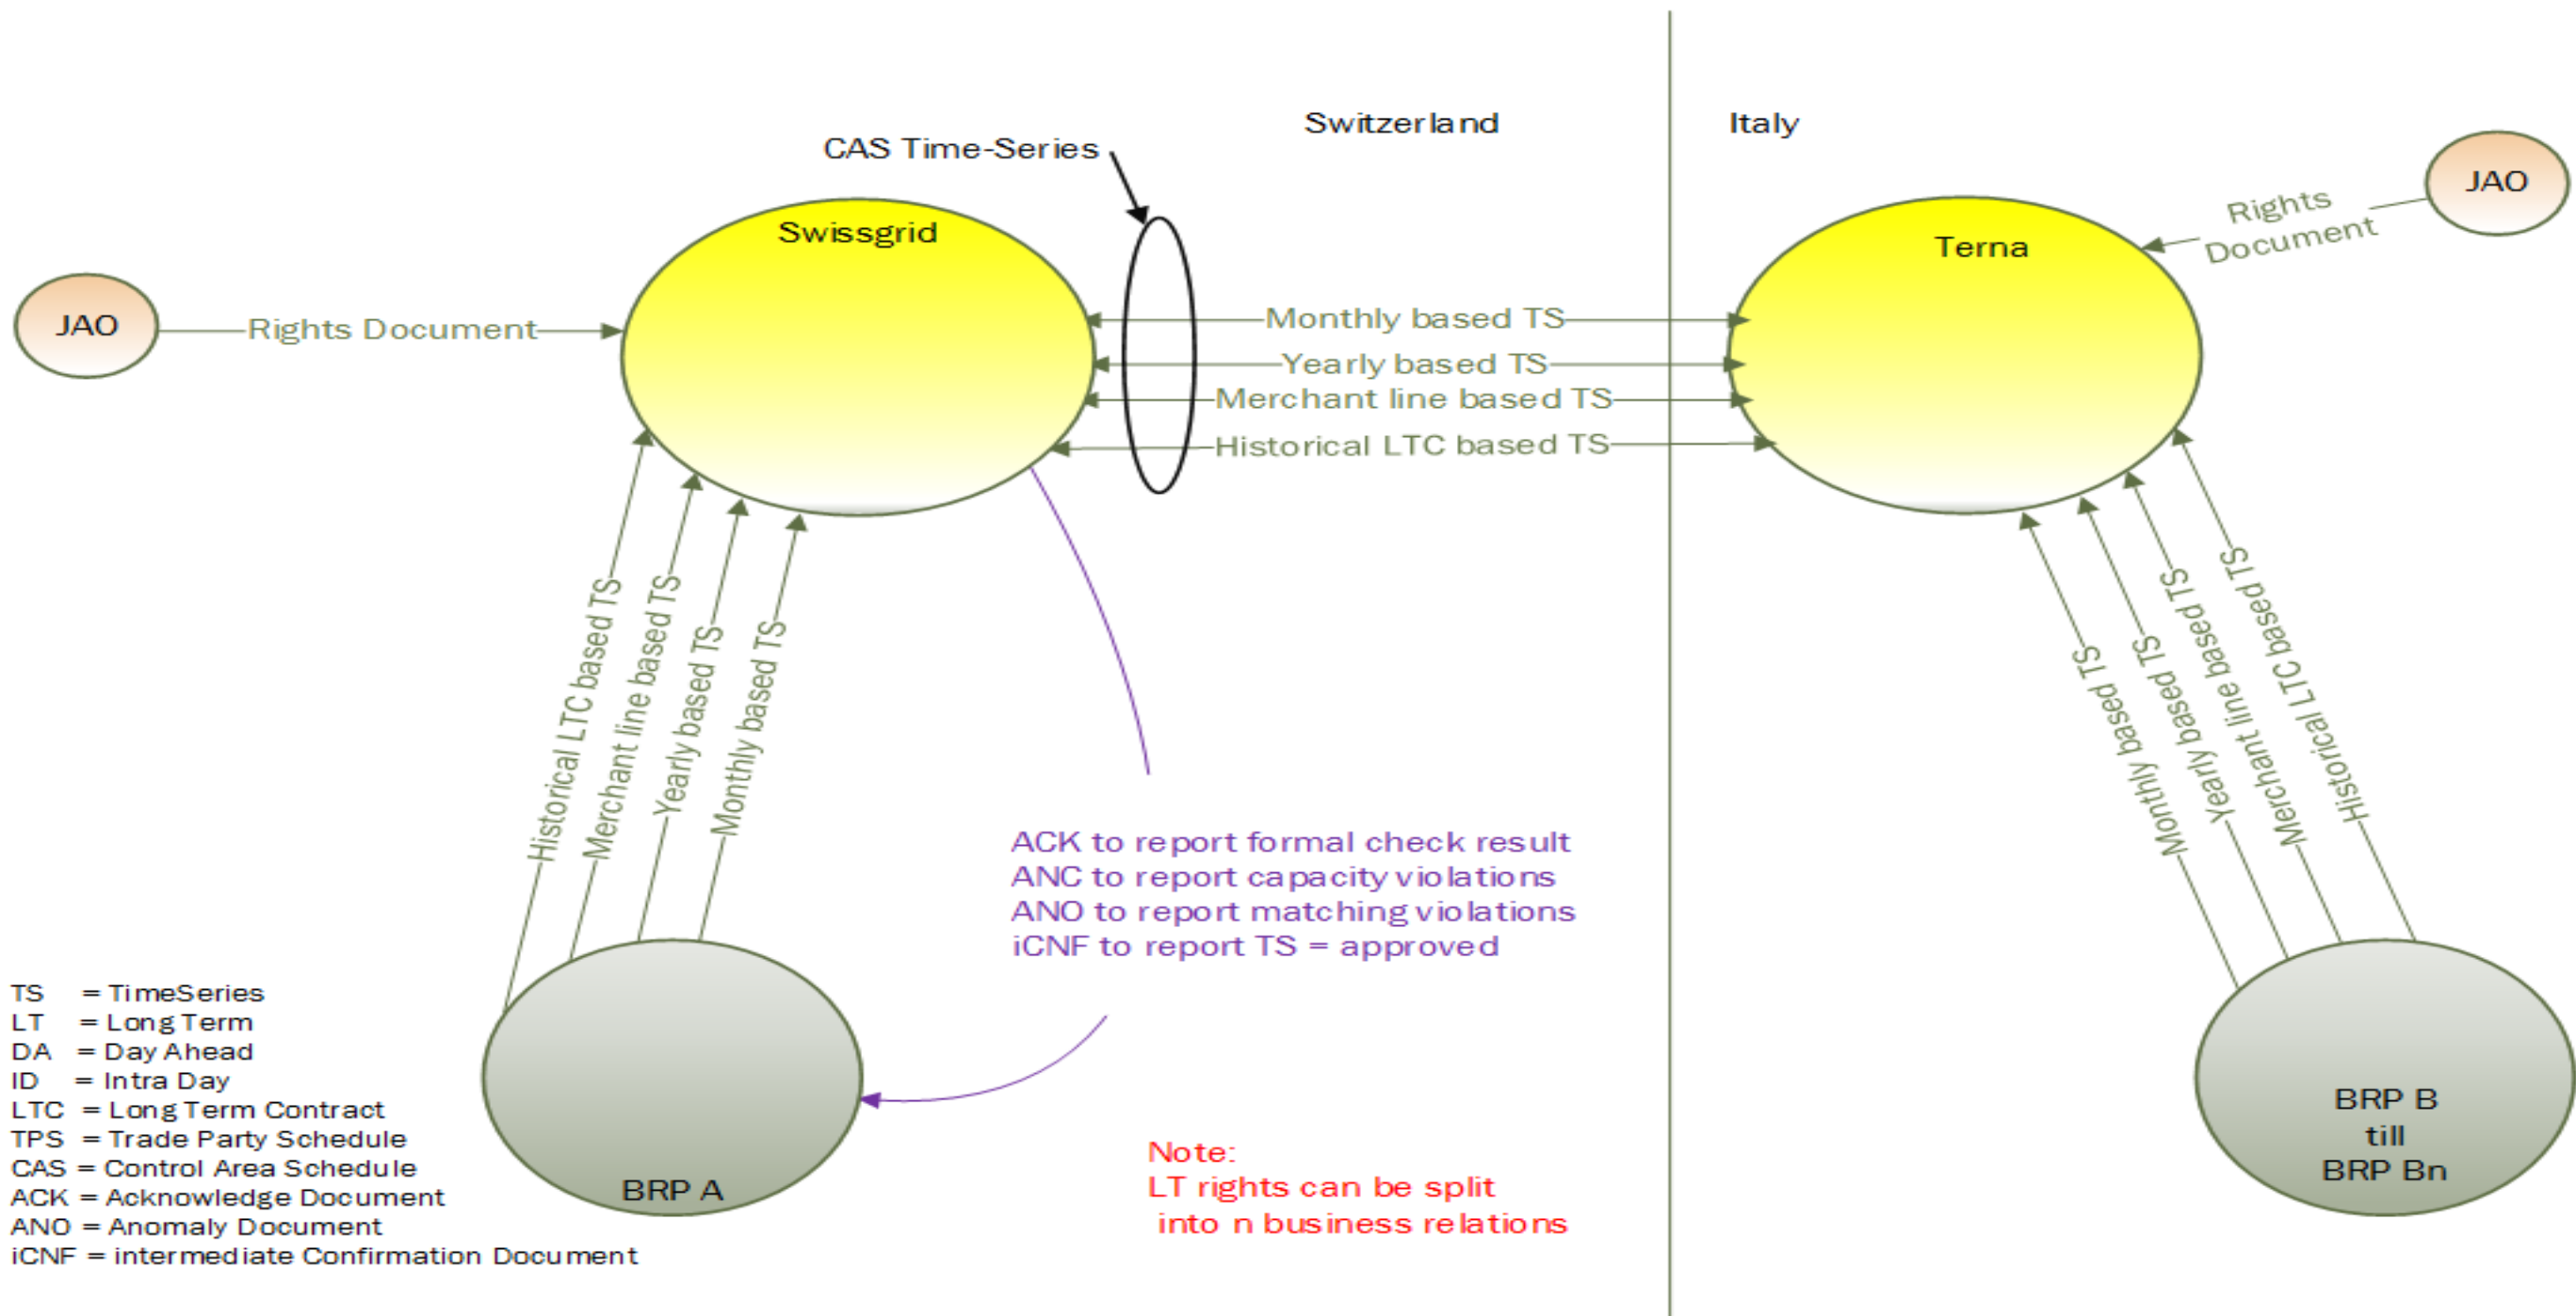 Switzerland
Italy
CAS Time-Series
JAO
Rights
Document
Swissgrid
Terna
JAO
Rights Document
Monthly based TS
Yearly based TS
Merchant line based TS
Historical LTC based TS
Historical LTC based TS
Merchant line based TS
Yearly based TS
Monthly based TS
Monthly based TS
Yearly based TS
Merchant line based TS
Historical LTC based TS
ACK to report formal check result
ANC to report capacity violations
ANO to report matching violations
iCNF to report TS = approved
TS = TimeSeries
LT = Long Term
DA = Day Ahead
ID = Intra Day
LTC = Long Term Contract
TPS = Trade Party Schedule
CAS = Control Area Schedule
ACK = Acknowledge Document
ANO = Anomaly Document
iCNF = intermediate Confirmation Document
BRP A
Note:
LT rights can be split
into n business relations
BRP B
till
BRP Bn